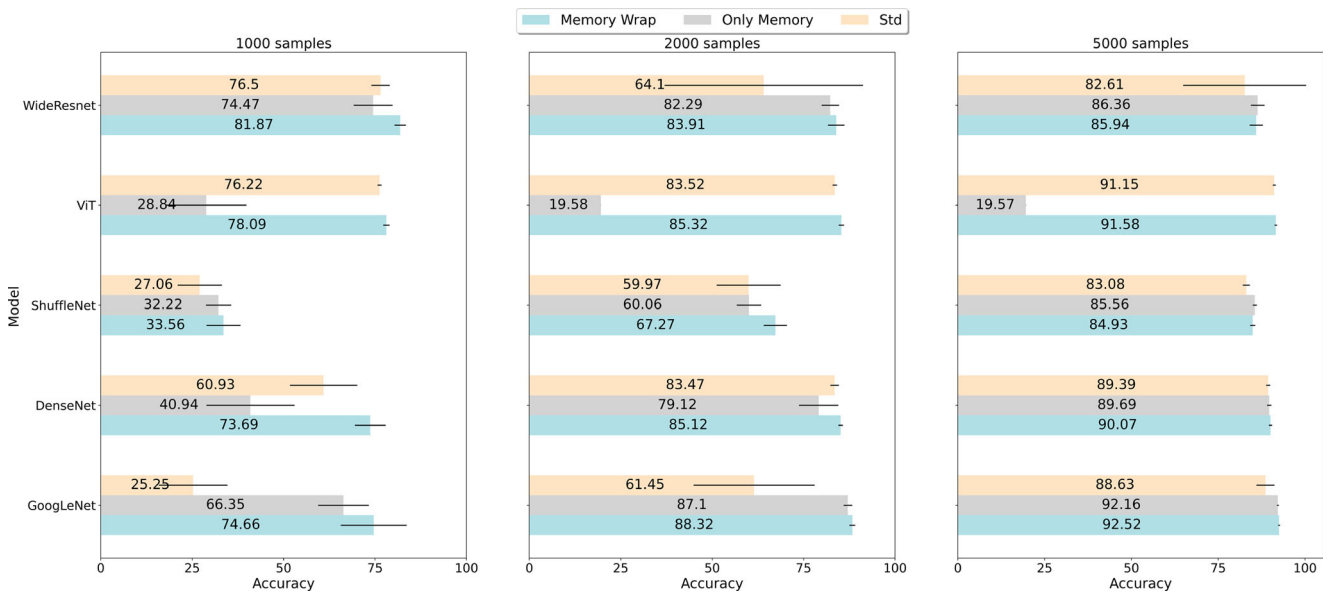 Memory Wrap Only Memory Std
1000 samples
2000 samples
5000 samples
Model
WideResnet
76.5
74.47
81.87
64.1
82.29
83.91
82.61
86.36
85.94
ViT
76.22
28.84
78.09
83.52
19.58
85.32
91.15
19.57
91.58
ShuffleNet
27.06
32.22
33.56
59.97
60.06
67.27
83.08
85.56
84.93
DenseNet
60.93
40.94
73.69
83.47
79.12
85.12
89.39
89.69
90.07
GoogLeNet
25.25
66.35
74.66
61.45
87.1
88.32
88.63
92.16
92.52
0 25 50 75 100
Accuracy
0 25 50 75 100
Accuracy
0 25 50 75 100
Accuracy